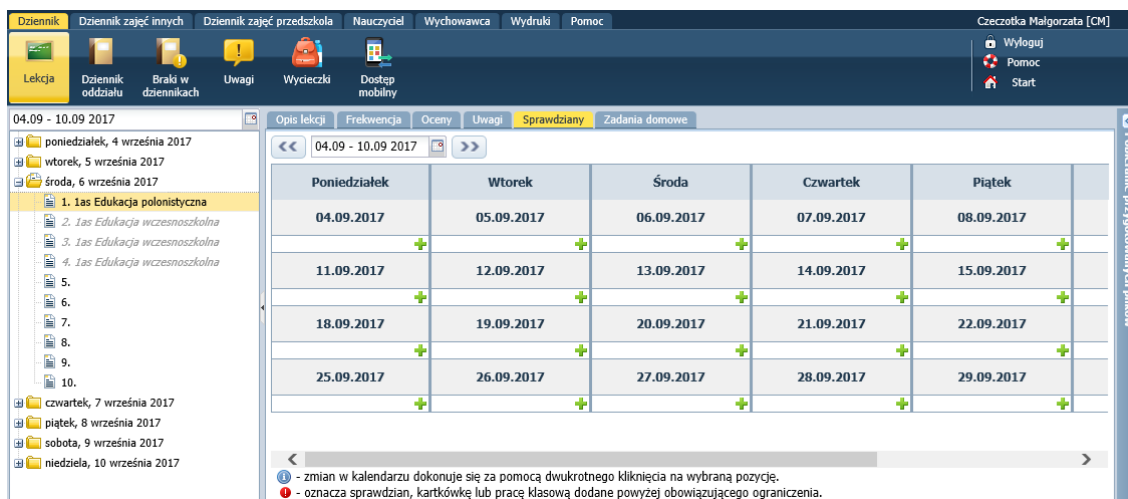 Dziennik Dziennik zajęć innych Dziennik zajęć przedszkola Nauczyciel Wychowawca Wydruki Pomoc Czeczotka Małgorzata [CM]
Lekcja
Dziennik oddziału
Braki w dziennikach
Uwagi
Wycieczki
Dostęp mobilny
Wyloguj
Pomoc
Start
04.09 - 10.09 2017
poniedziałek, 4 września 2017
wtorek, 5 września 2017
środa, 6 września 2017
1. 1as Edukacja polonistyczna
2. 1as Edukacja wczesnoszkolna
3. 1as Edukacja wczesnoszkolna
4. 1as Edukacja wczesnoszkolna
5.
6.
7.
8.
9.
10.
czwartek, 7 września 2017
piątek, 8 września 2017
sobota, 9 września 2017
niedziela, 10 września 2017
Opis lekcji Frekwencja Oceny Uwagi Sprawdziany Zadania domowe
04.09 - 10.09 2017
Poniedziałek Wtorek Środa Czwartek Piątek
04.09.2017 05.09.2017 06.09.2017 07.09.2017 08.09.2017
11.09.2017 12.09.2017 13.09.2017 14.09.2017 15.09.2017
18.09.2017 19.09.2017 20.09.2017 21.09.2017 22.09.2017
25.09.2017 26.09.2017 27.09.2017 28.09.2017 29.09.2017
- zmian w kalendarzu dokonuje się za pomocą dwukrotnego kliknięcia na wybraną pozycję.
- oznacza sprawdzian, kartkówkę lub pracę klasową dodane powyżej obowiązującego ograniczenia.